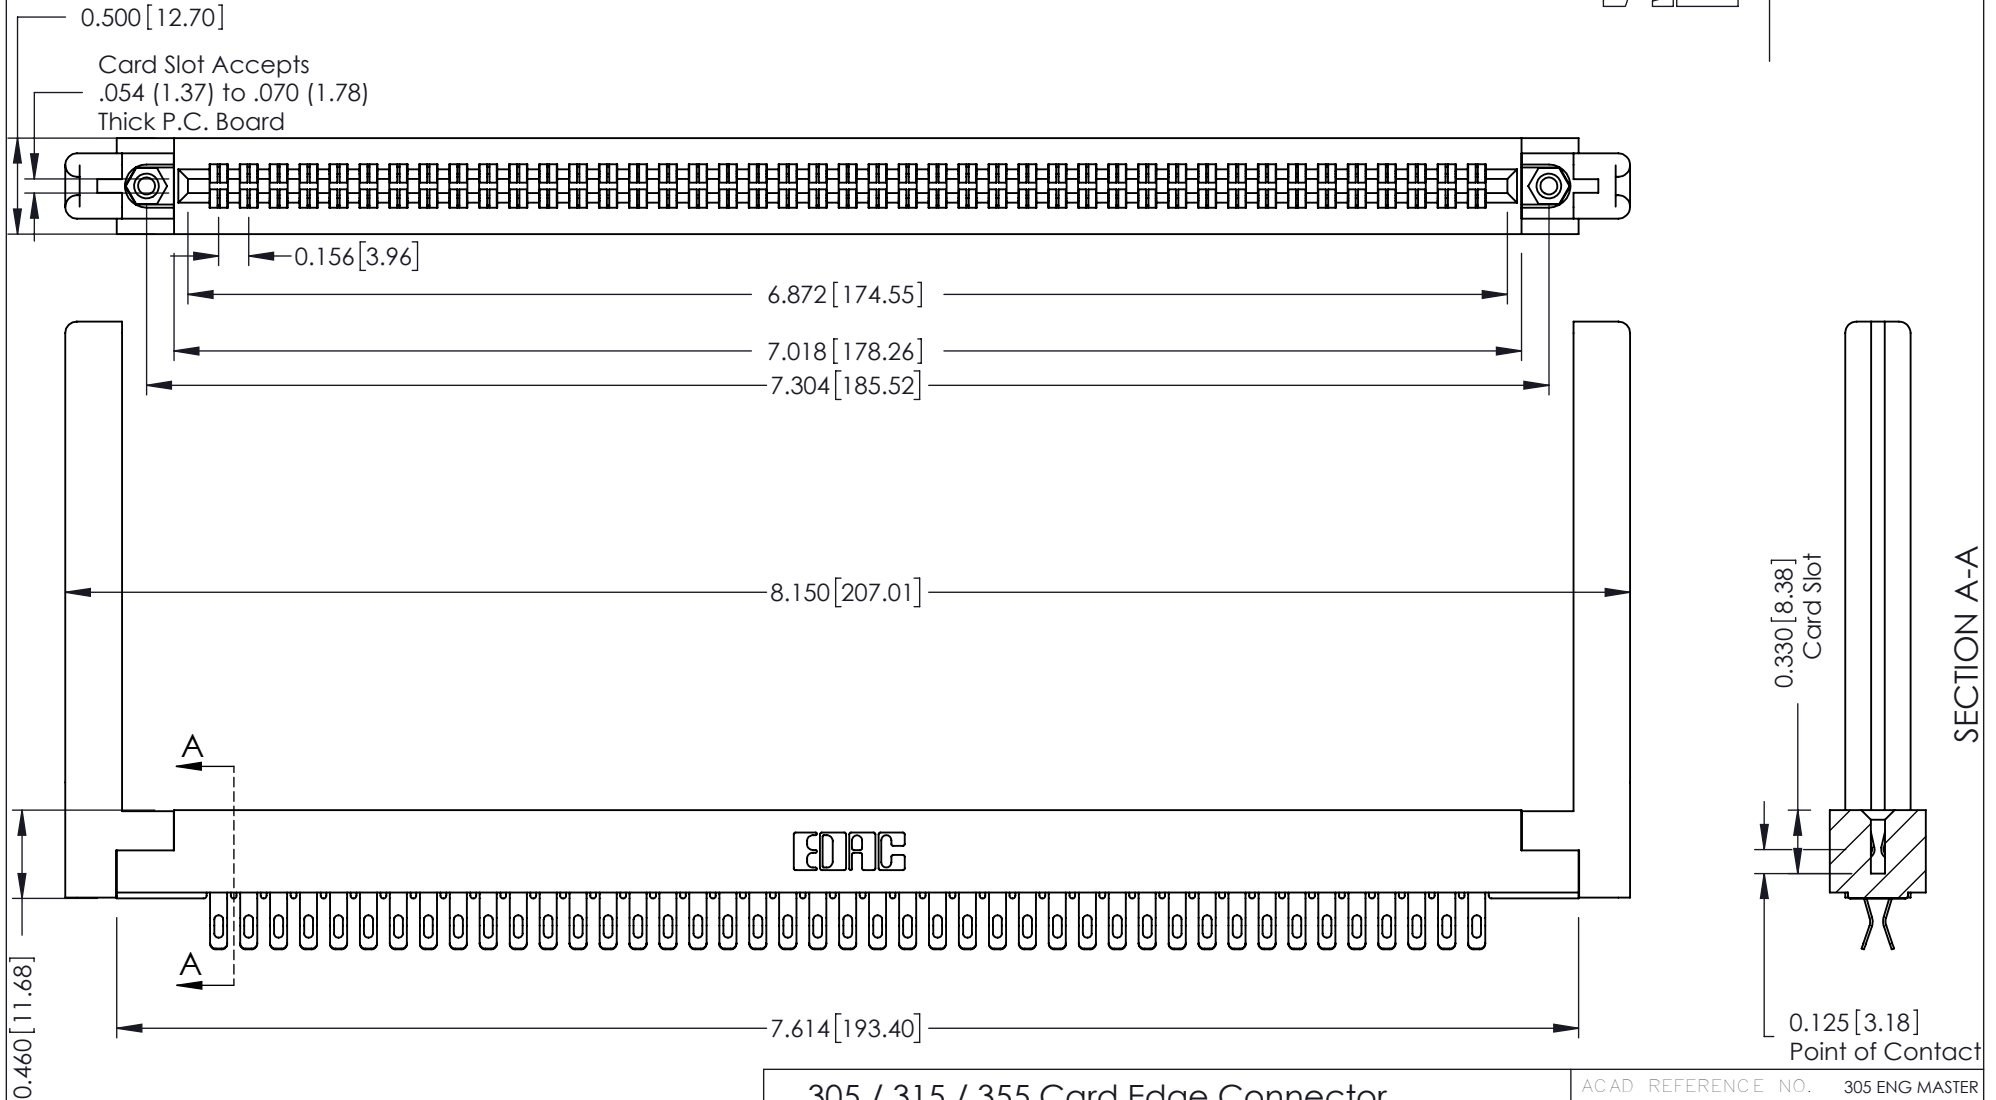 0.500[12.70]
Card Slot Accepts
.054 (1.37) to .070 (1.78)
Thick P.C. Board
0.156[3.96]
6.872[174.55]
7.018[178.26]
7.304[185.52]
8.150[207.01]
0.330[8.38]
Card Slot
SECTION A-A
A
EDAC
A
0.460[11.68]
7.614[193.40]
0.125[3.18]
Point of Contact
305 / 315 / 355 Card Edge Connector
ACAD REFERENCE NO. 305 ENG MASTER